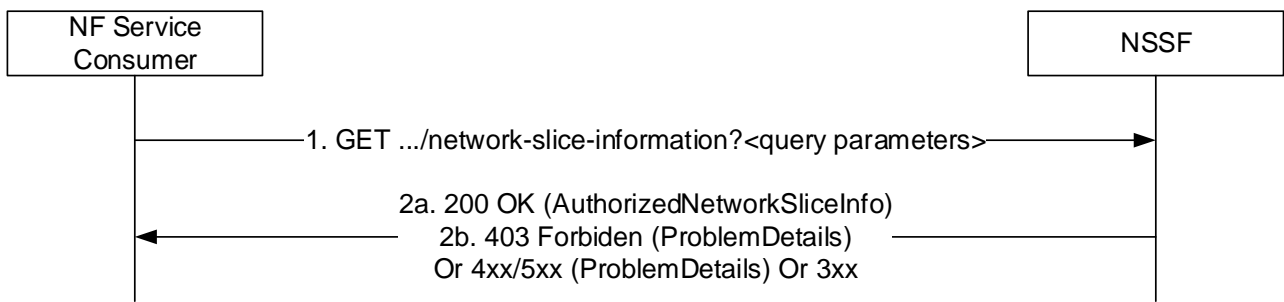 NF Service
Consumer
NSSF
1. GET .../network-slice-information?<query parameters>
2a. 200 OK (AuthorizedNetworkSliceInfo)
2b. 403 Forbiden (ProblemDetails)
Or 4xx/5xx (ProblemDetails) Or 3xx